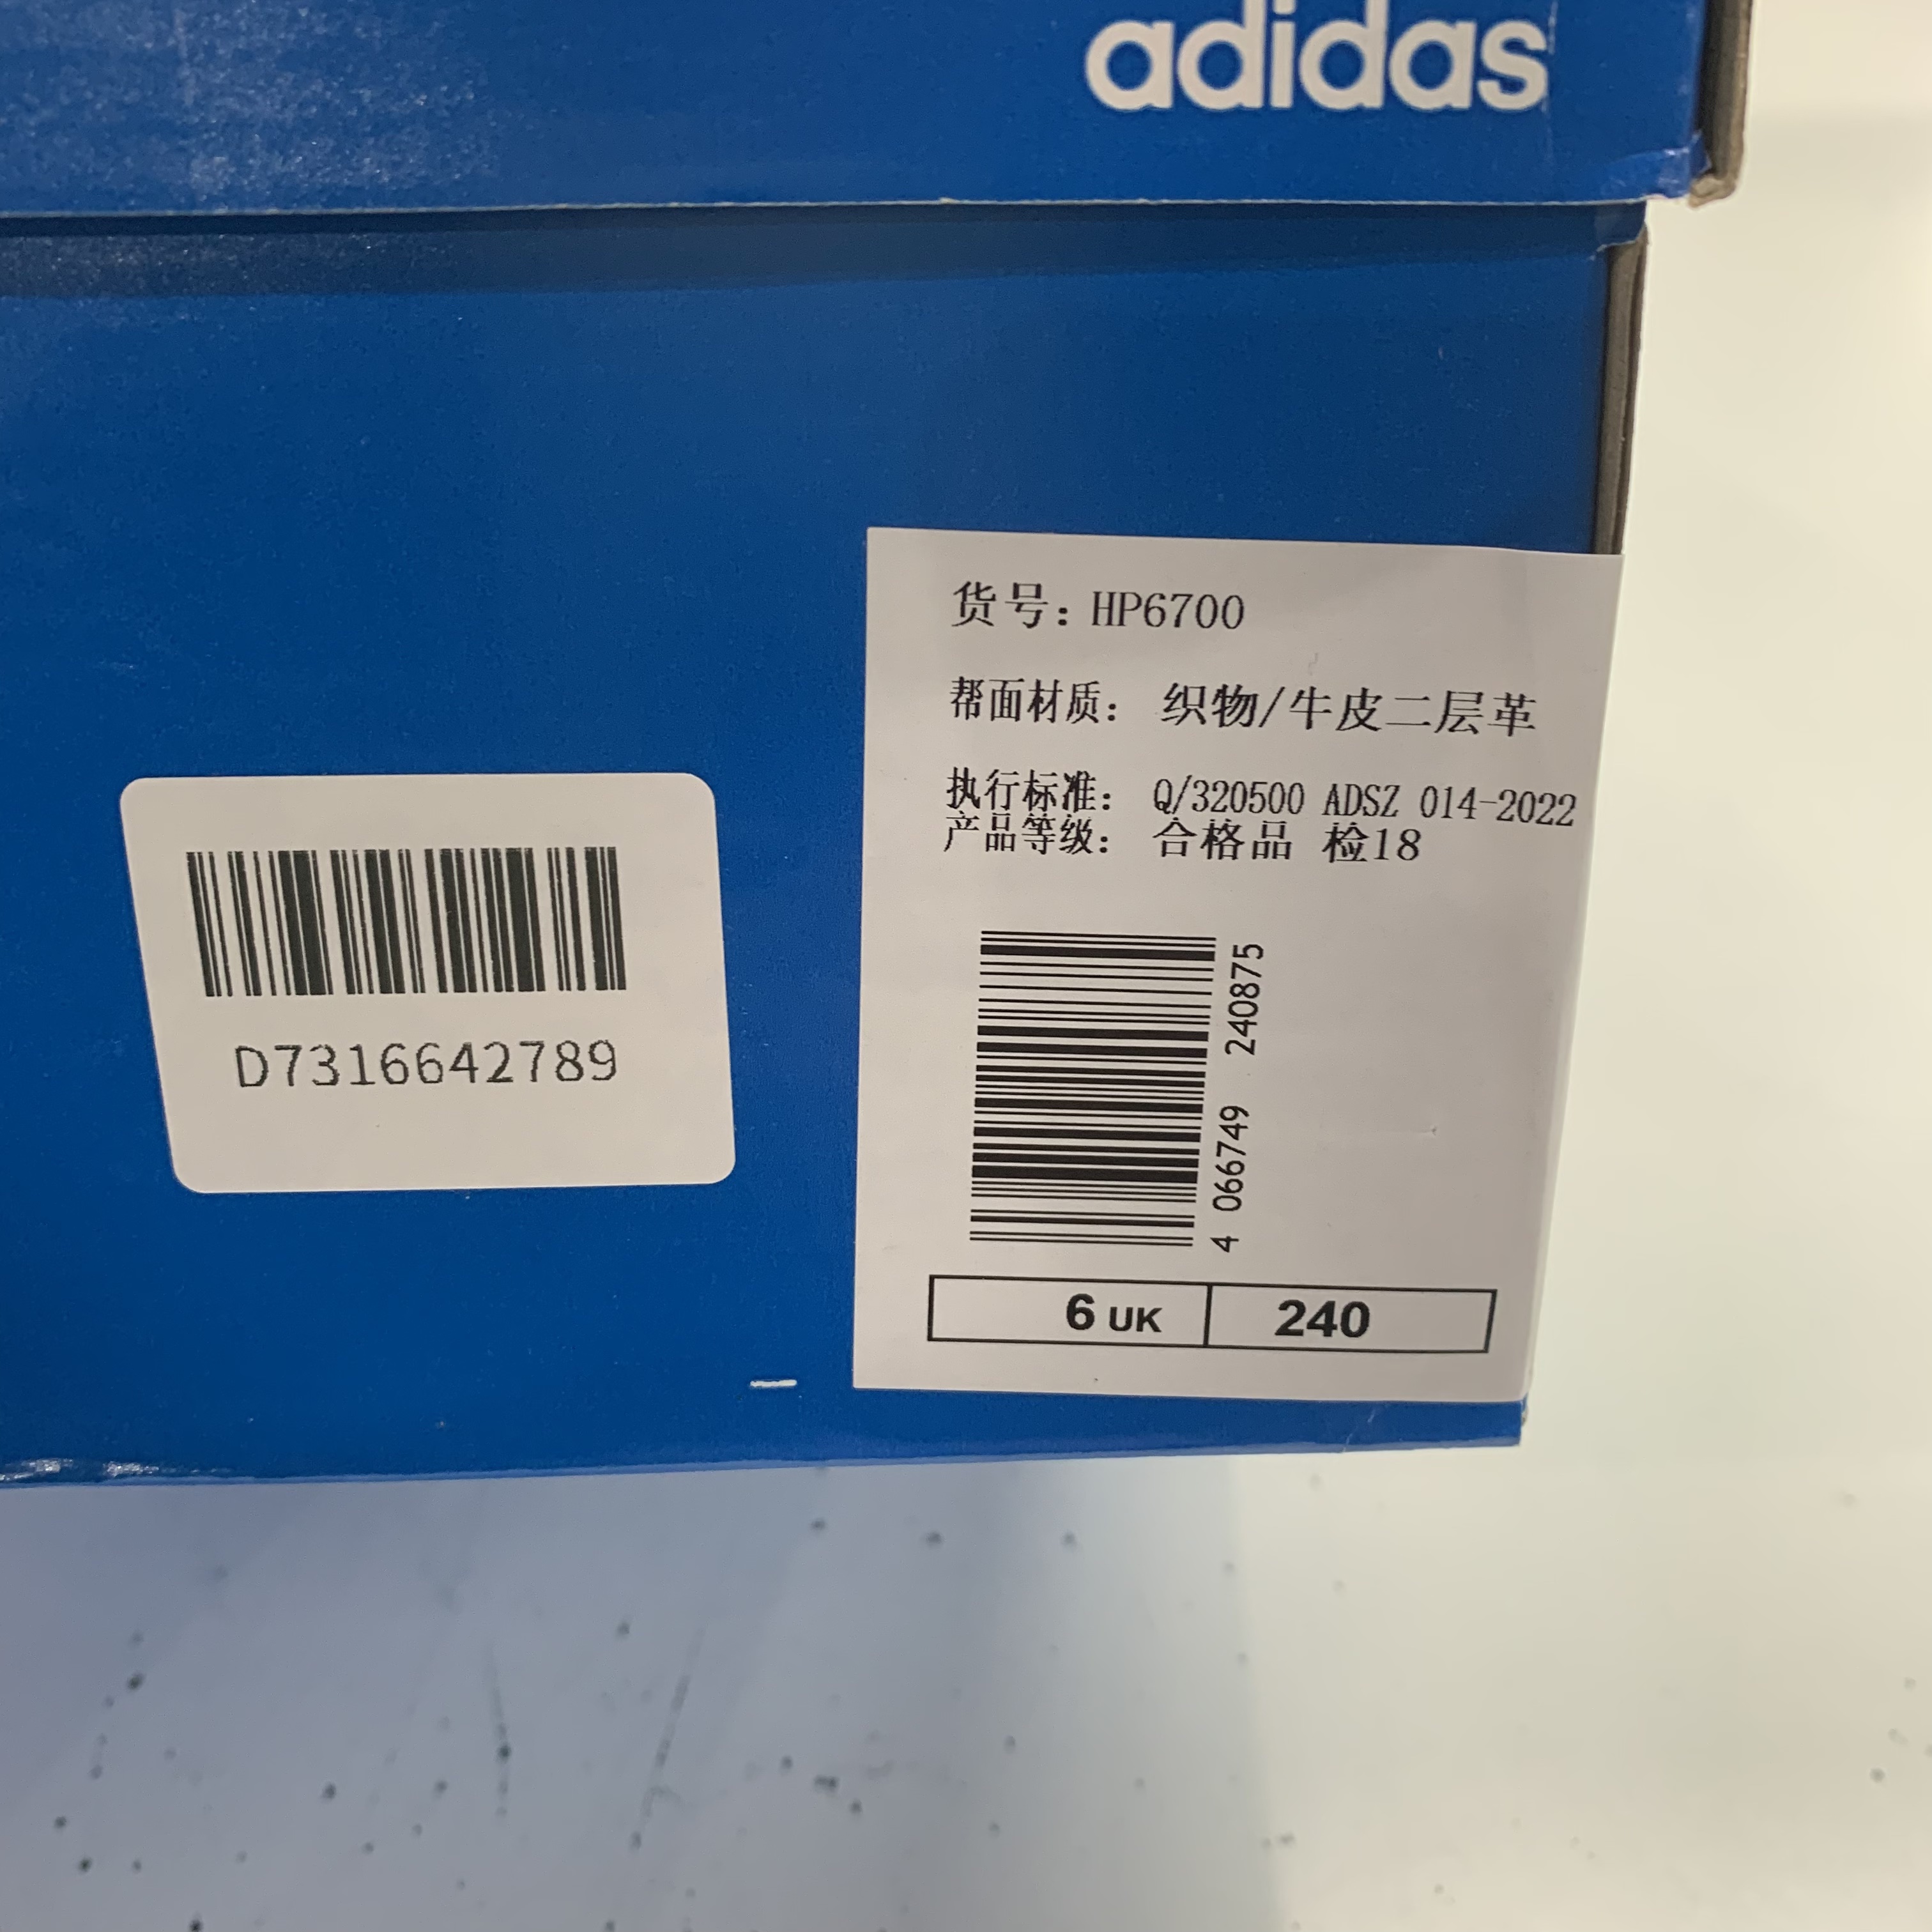 adidas
货号: HP6700
帮面材质: 织物/牛皮二层革
执行标准: Q/320500 ADSZ 014-2022
产品等级: 合格品 检18
4 066749 240875
6 UK 240
D7316642789